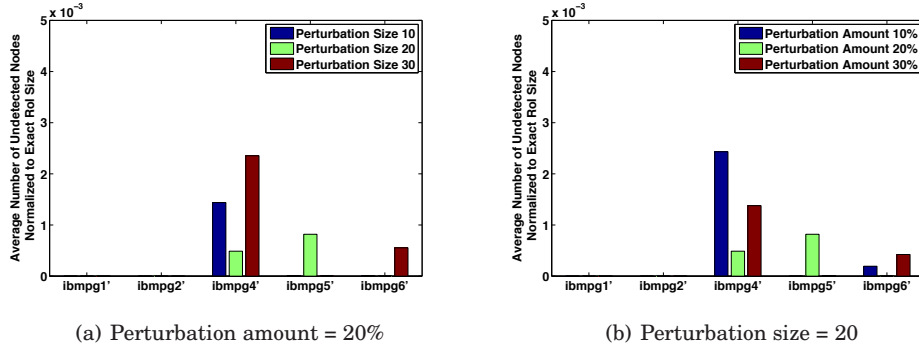 x 10⁻³
5
4
3
2
1
0
Average Number of Undetected Nodes
Normalized to Exact RoI Size
Perturbation Size 10
Perturbation Size 20
Perturbation Size 30
ibmpg1' ibmpg2' ibmpg4' ibmpg5' ibmpg6'
(a) Perturbation amount = 20%
x 10⁻³
5
4
3
2
1
0
Average Number of Undetected Nodes
Normalized to Exact RoI Size
Perturbation Amount 10%
Perturbation Amount 20%
Perturbation Amount 30%
ibmpg1' ibmpg2' ibmpg4' ibmpg5' ibmpg6'
(b) Perturbation size = 20